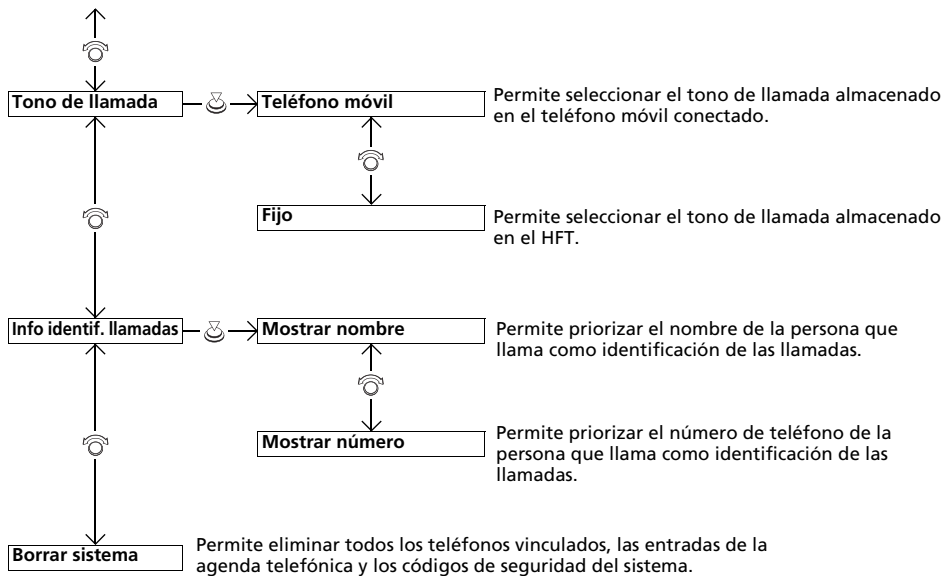 Tono de llamada
Teléfono móvil
Permite seleccionar el tono de llamada almacenado
en el teléfono móvil conectado.
Fijo
Permite seleccionar el tono de llamada almacenado
en el HFT.
Info identif. llamadas
Mostrar nombre
Permite priorizar el nombre de la persona que
llama como identificación de las llamadas.
Mostrar número
Permite priorizar el número de teléfono de la
persona que llama como identificación de las
llamadas.
Borrar sistema
Permite eliminar todos los teléfonos vinculados, las entradas de la
agenda telefónica y los códigos de seguridad del sistema.